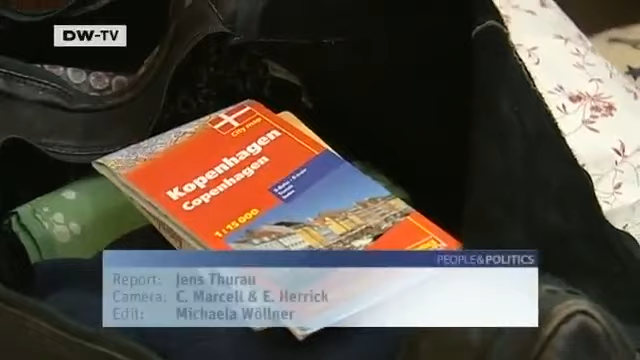 DW-TV
City map
Kopenhagen
Copenhagen
1:15 000
PEOPLE&POLITICS
Report: Jens Thurau
Camera: C. Marcell & E. Herrick
Edit: Michaela Wöllner